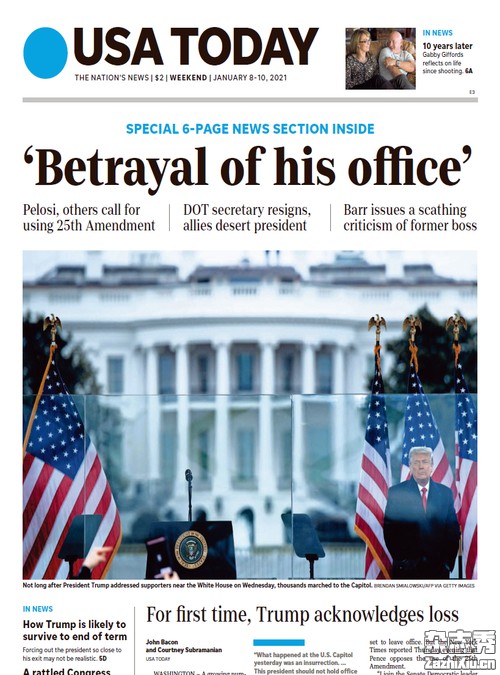 USA TODAY
THE NATION'S NEWS | $2 | WEEKEND | JANUARY 8-10, 2021
IN NEWS
10 years later
Gabby Giffords
reflects on life
since shooting. 6A
E3
SPECIAL 6-PAGE NEWS SECTION INSIDE
‘Betrayal of his office’
Pelosi, others call for
using 25th Amendment
DOT secretary resigns,
allies desert president
Barr issues a scathing
criticism of former boss
Not long after President Trump addressed supporters near the White House on Wednesday, thousands marched to the Capitol. BRENDAN SMIALOWSKI/AFP VIA GETTY IMAGES
IN NEWS
How Trump is likely to
survive to end of term
Forcing out the president so close to
his exit may not be realistic. 5D
A rattled Congress
For first time, Trump acknowledges loss
John Bacon
and Courtney Subramanian
USA TODAY
WASHINGTON – A growing num-
“What happened at the U.S. Capitol
yesterday was an insurrection, ...
This president should not hold office
set to leave office. But the New York
Times reported Thursday
Pence opposes the use of the 25th
Amendment.
“I join the Senate Democratic leader
杂志秀
zazhixiu.cn